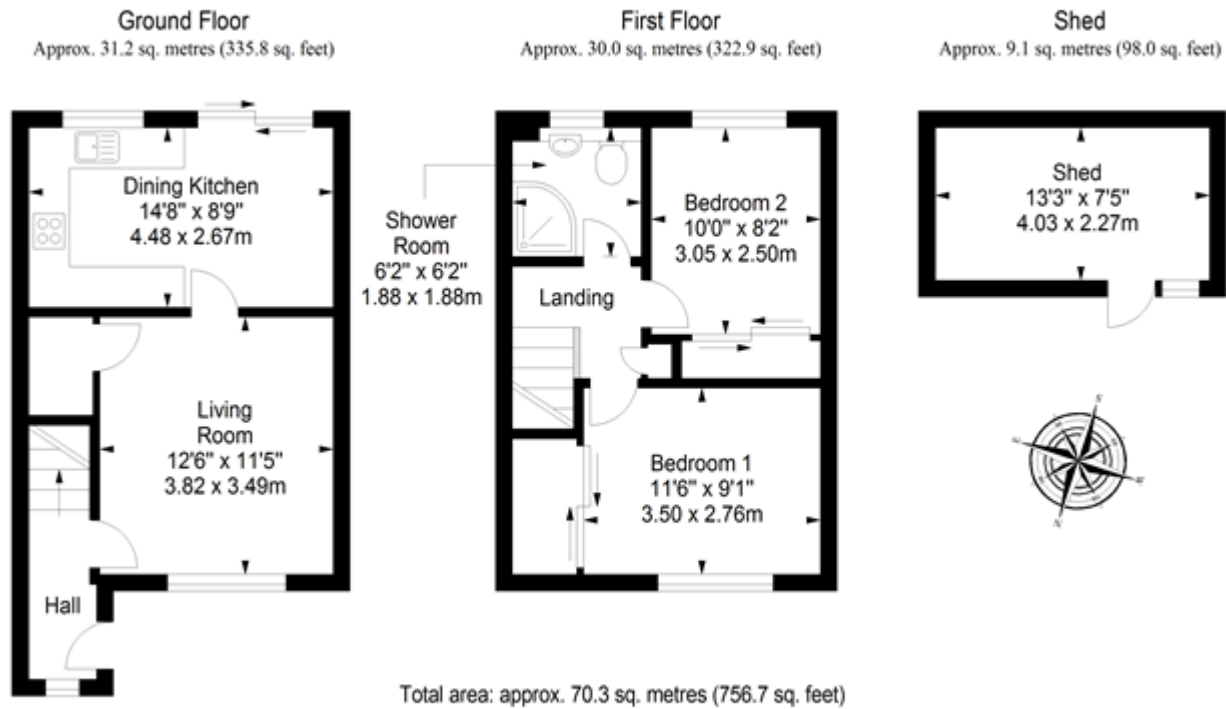 Ground Floor
Approx. 31.2 sq. metres (335.8 sq. feet)
First Floor
Approx. 30.0 sq. metres (322.9 sq. feet)
Shed
Approx. 9.1 sq. metres (98.0 sq. feet)
Dining Kitchen
14'8" x 8'9"
4.48 x 2.67m
Living
Room
12'6" x 11'5"
3.82 x 3.49m
Hall
Shower
Room
6'2" x 6'2"
1.88 x 1.88m
Bedroom 2
10'0" x 8'2"
3.05 x 2.50m
Landing
Bedroom 1
11'6" x 9'1"
3.50 x 2.76m
Shed
13'3" x 7'5"
4.03 x 2.27m
S
E
W
N
Total area: approx. 70.3 sq. metres (756.7 sq. feet)